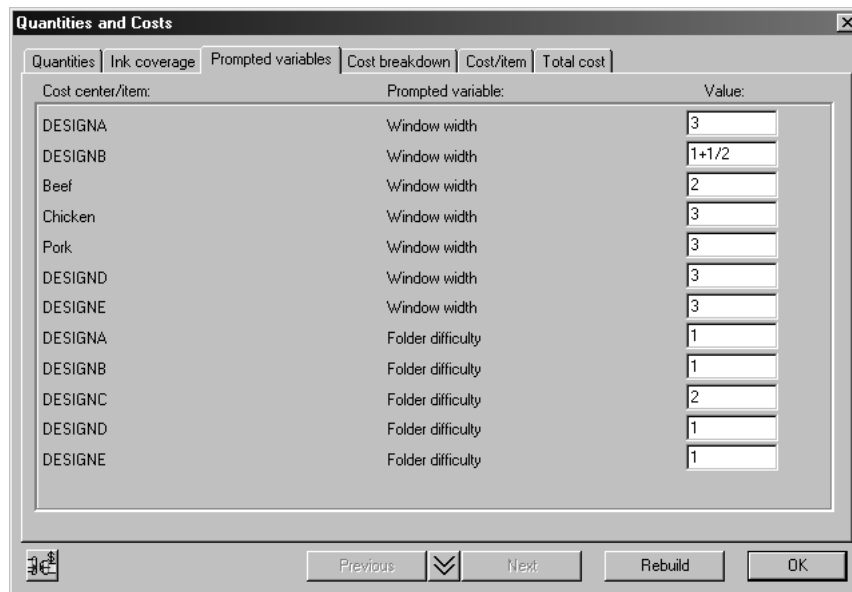 Quantities and Costs
Quantities Ink coverage Prompted variables Cost breakdown Cost/item Total cost
Cost center/item: Prompted variable: Value:
DESIGNA Window width 3
DESIGNB Window width 1+1/2
Beef Window width 2
Chicken Window width 3
Pork Window width 3
DESIGND Window width 3
DESIGNE Window width 3
DESIGNA Folder difficulty 1
DESIGNB Folder difficulty 1
DESIGNC Folder difficulty 2
DESIGND Folder difficulty 1
DESIGNE Folder difficulty 1
Previous Next Rebuild OK